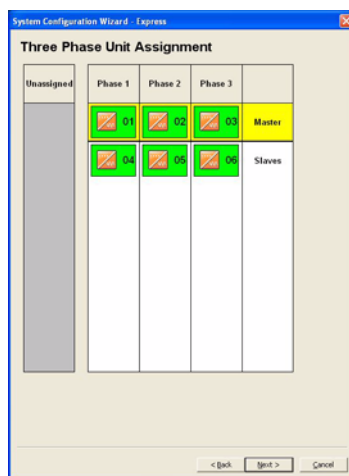 System Configuration Wizard - Express
Three Phase Unit Assignment
Unassigned Phase 1 Phase 2 Phase 3
01 02 03 Master
04 05 06 Slaves
< Back Next > Cancel